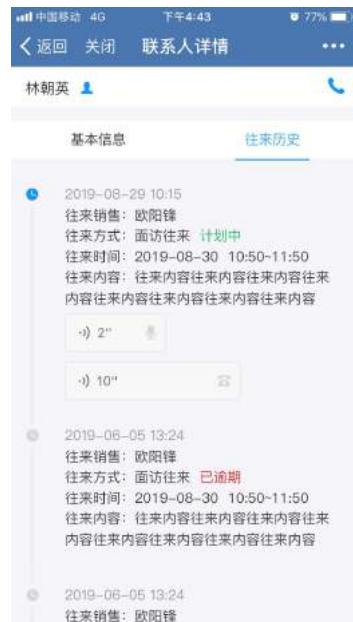 中国移动 4G 下午4:43 77%
返回 关闭 联系人详情
林朝英
基本信息 往来历史
2019-08-29 10:15
往来销售：欧阳锋
往来方式：面访往来 计划中
往来时间：2019-08-30 10:50~11:50
往来内容：往来内容往来内容往来内容往来
内容往来内容往来内容往来内容往来内容
2"
10"
2019-06-05 13:24
往来销售：欧阳锋
往来方式：面访往来 已逾期
往来时间：2019-08-30 10:50~11:50
往来内容：往来内容往来内容往来内容往来
内容往来内容往来内容往来内容往来内容
2019-06-05 13:24
往来销售：欧阳锋